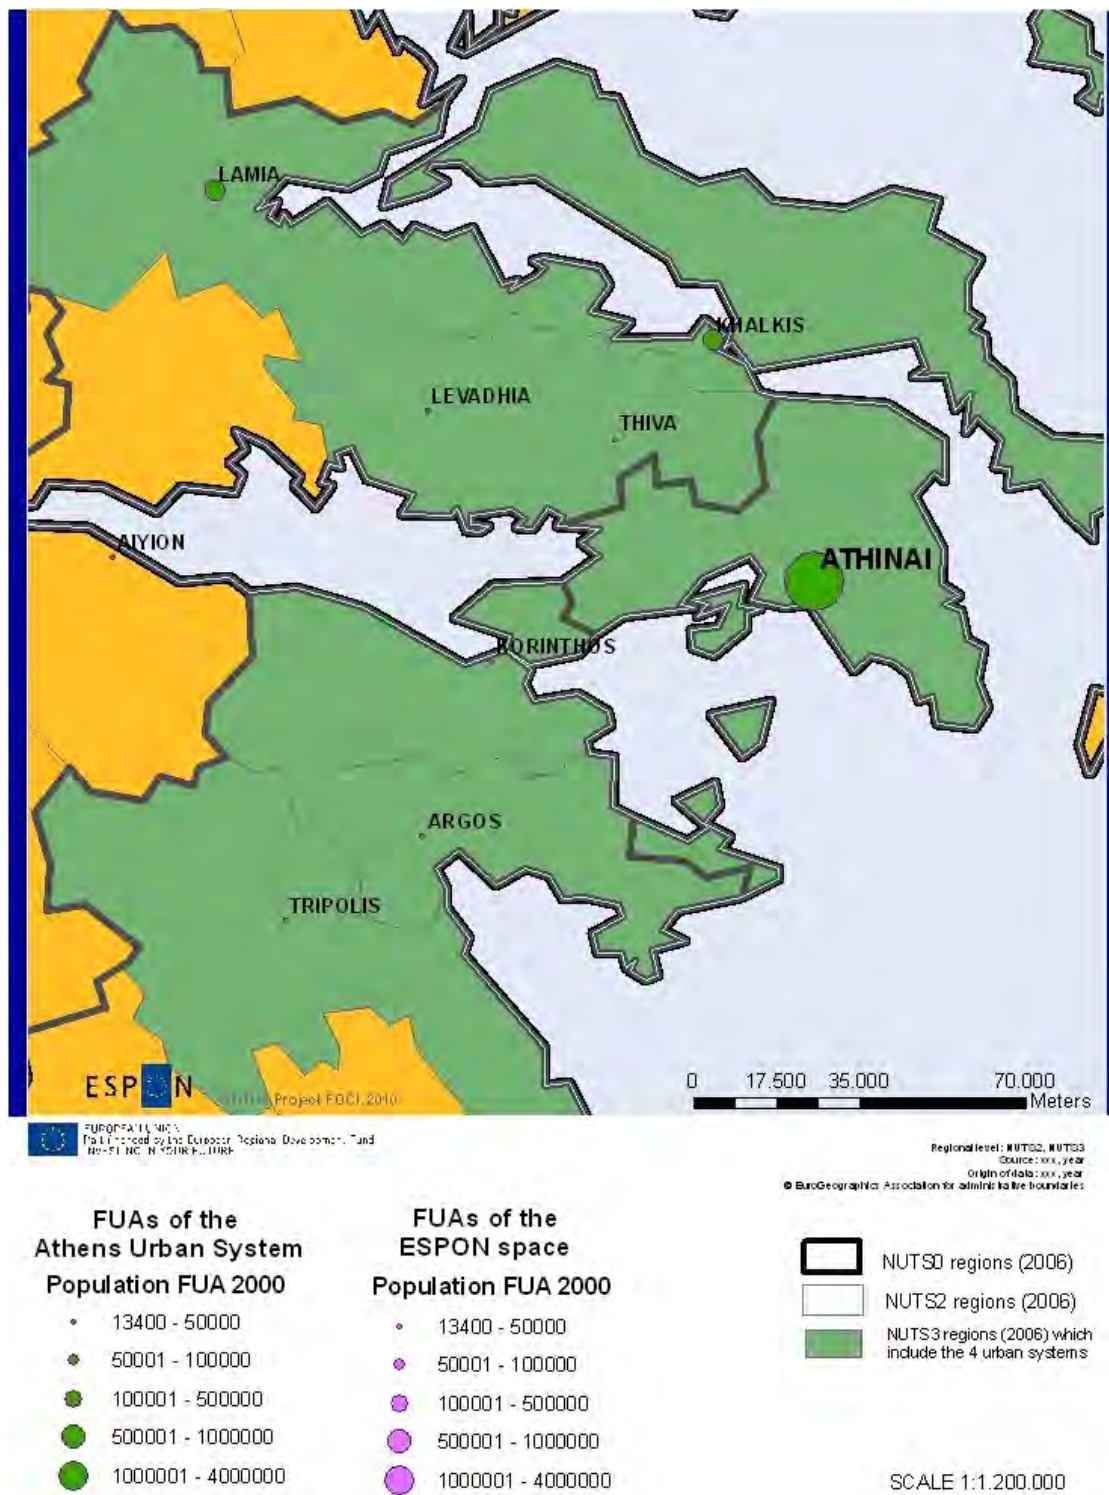 LAMIA
KHALKIS
LEVADHIA
THIVA
AIYION
ATHINAI
KORINTHOS
ARGOS
TRIPOLIS
ESPON
Project FOCI, 2010
0 17.500 35.000 70.000
Meters
EUROPEAN UNION
Part-financed by the European Regional Development Fund
INVESTING IN YOUR FUTURE
Regional level: NUTS2, NUTS3
Source: xxx, year
Origin of data: xxx, year
© EuroGeographics Association for administrative boundaries
FUAs of the
Athens Urban System
Population FUA 2000
13400 - 50000
50001 - 100000
100001 - 500000
500001 - 1000000
1000001 - 4000000
FUAs of the
ESPON space
Population FUA 2000
13400 - 50000
50001 - 100000
100001 - 500000
500001 - 1000000
1000001 - 4000000
NUTS0 regions (2006)
NUTS2 regions (2006)
NUTS3 regions (2006) which
include the 4 urban systems
SCALE 1:1.200.000